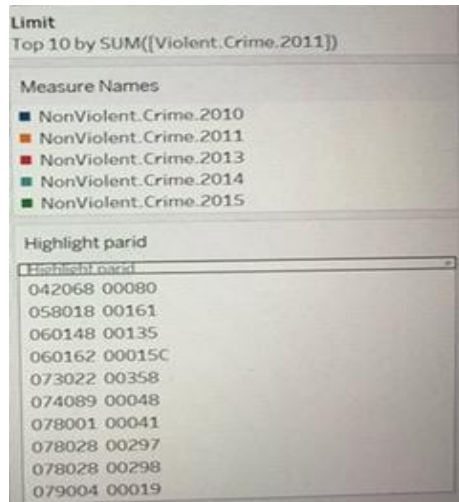 Limit
Top 10 by SUM([Violent.Crime.2011])
Measure Names
NonViolent.Crime.2010
NonViolent.Crime.2011
NonViolent.Crime.2013
NonViolent.Crime.2014
NonViolent.Crime.2015
Highlight parid
Highlight parid
042068 00080
058018 00161
060148 00135
060162 00015C
073022 00358
074089 00048
078001 00041
078028 00297
078028 00298
079004 00019